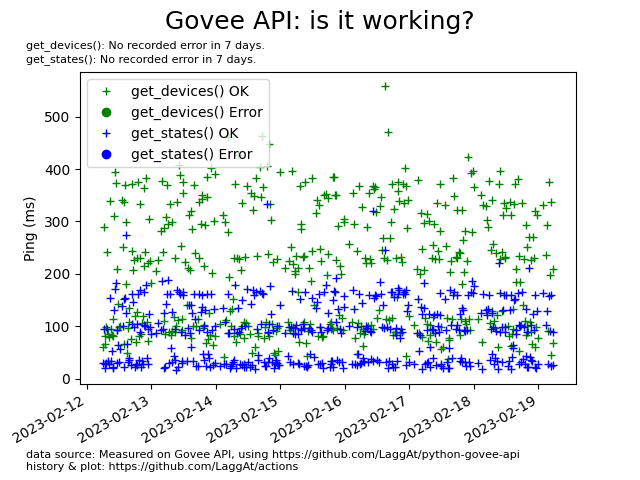 Govee API: is it working?
get_devices(): No recorded error in 7 days.
get_states(): No recorded error in 7 days.
get_devices() OK
get_devices() Error
get_states() OK
get_states() Error
Ping (ms)
500
400
300
200
100
0
2023-02-12
2023-02-13
2023-02-14
2023-02-15
2023-02-16
2023-02-17
2023-02-18
2023-02-19
data source: Measured on Govee API, using https://github.com/LaggAt/python-govee-api
history & plot: https://github.com/LaggAt/actions